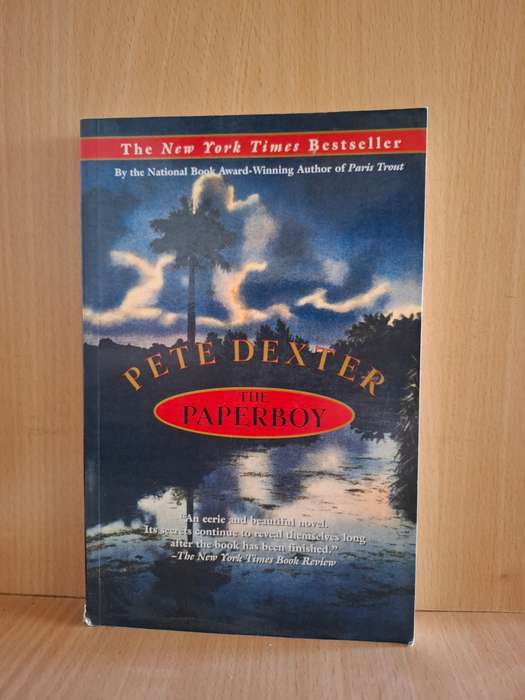 The New York Times Bestseller
By the National Book Award-Winning Author of Paris Trout
PETE DEXTER
THE
PAPERBOY
"An eerie and beautiful novel.
Its secrets continue to reveal themselves long
after the book has been finished."
–The New York Times Book Review